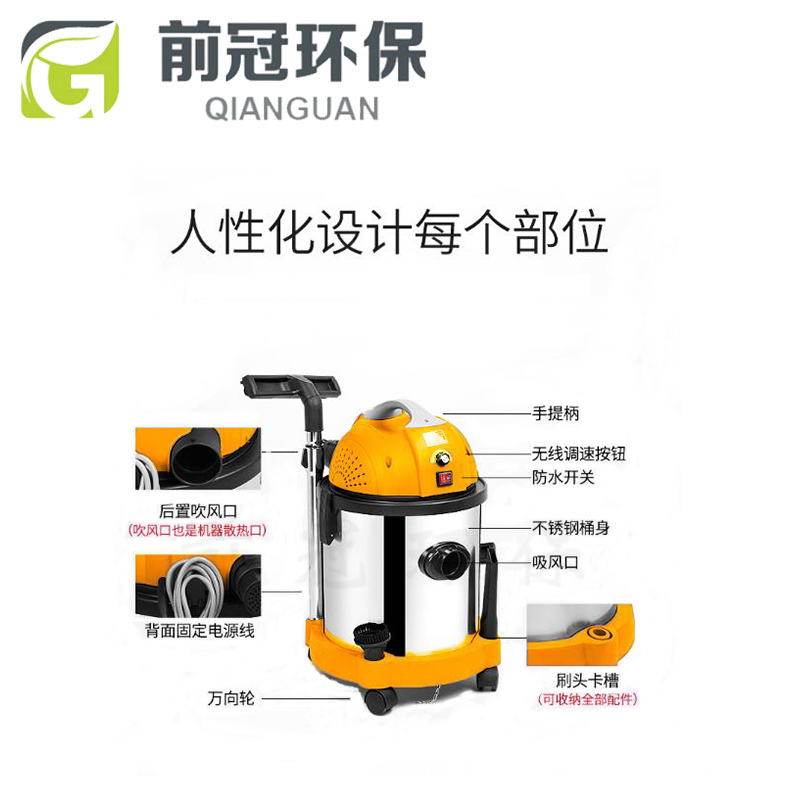 前冠环保
QIANGUAN
人性化设计每个部位
手提柄
无线调速按钮
防水开关
后置吹风口
(吹风口也是机器散热口)
不锈钢桶身
吸风口
背面固定电源线
刷头卡槽
(可收纳全部配件)
万向轮